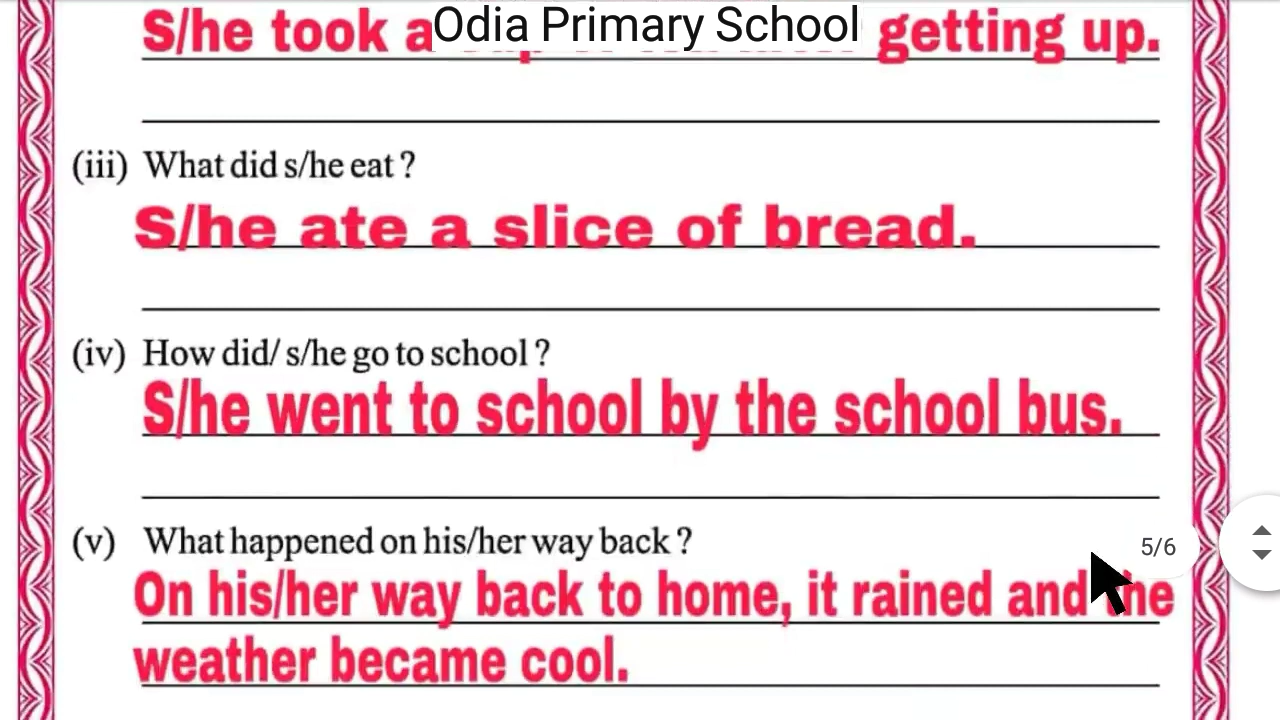 Odia Primary School
S/he took a getting up.
(iii) What did s/he eat ?
S/he ate a slice of bread.
(iv) How did/ s/he go to school ?
S/he went to school by the school bus.
(v) What happened on his/her way back ?
5/6
On his/her way back to home, it rained and the
weather became cool.